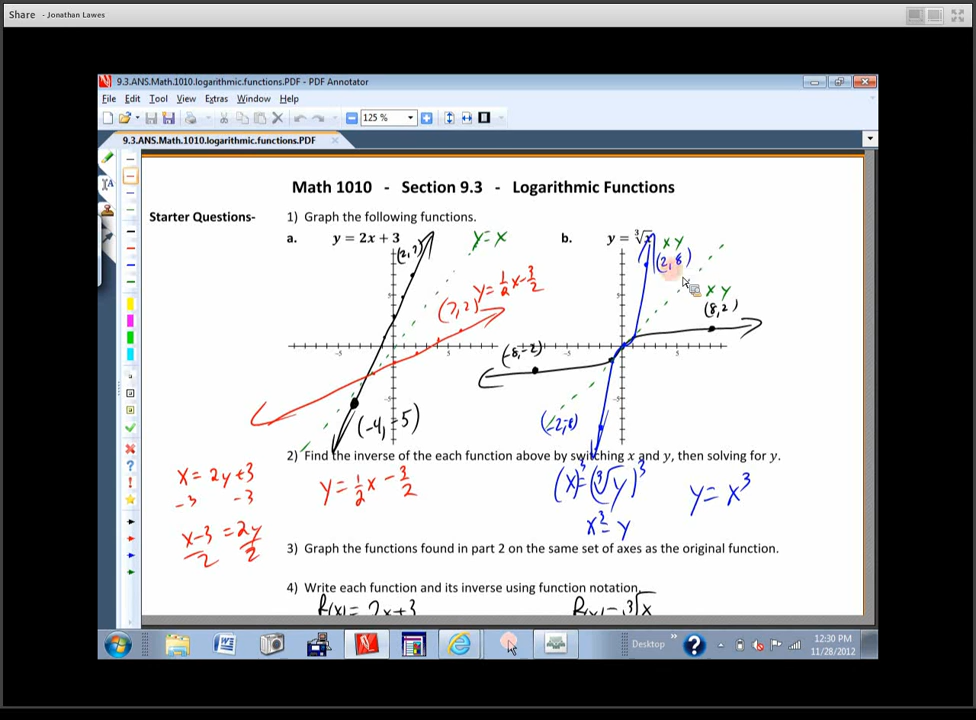 Share - Jonathan Lawes
9.3.ANS.Math.1010.logarithmic.functions.PDF - PDF Annotator
File Edit Tool View Extras Window Help
125 %
9.3.ANS.Math.1010.logarithmic.functions.PDF
Math 1010 - Section 9.3 - Logarithmic Functions
Starter Questions- 1) Graph the following functions.
a. y = 2x + 3 y=x b. y = ∛x x y
(2,7) (2,8)
y=½x-3/2 x y
(7,2) (8,2)
(-8,-2)
(-4,-5)
2) Find the inverse of the each function above by switching x and y, then solving for y.
x = 2y+3 y=½x-3/2 (x)³=(∛y)³ y=x³
-3 -3 x³=y
x-3 = 2y
2 2
3) Graph the functions found in part 2 on the same set of axes as the original function.
4) Write each function and its inverse using function notation.
f(x)= 2x+3 f(x)= ∛x
Desktop 12:30 PM
11/28/2012